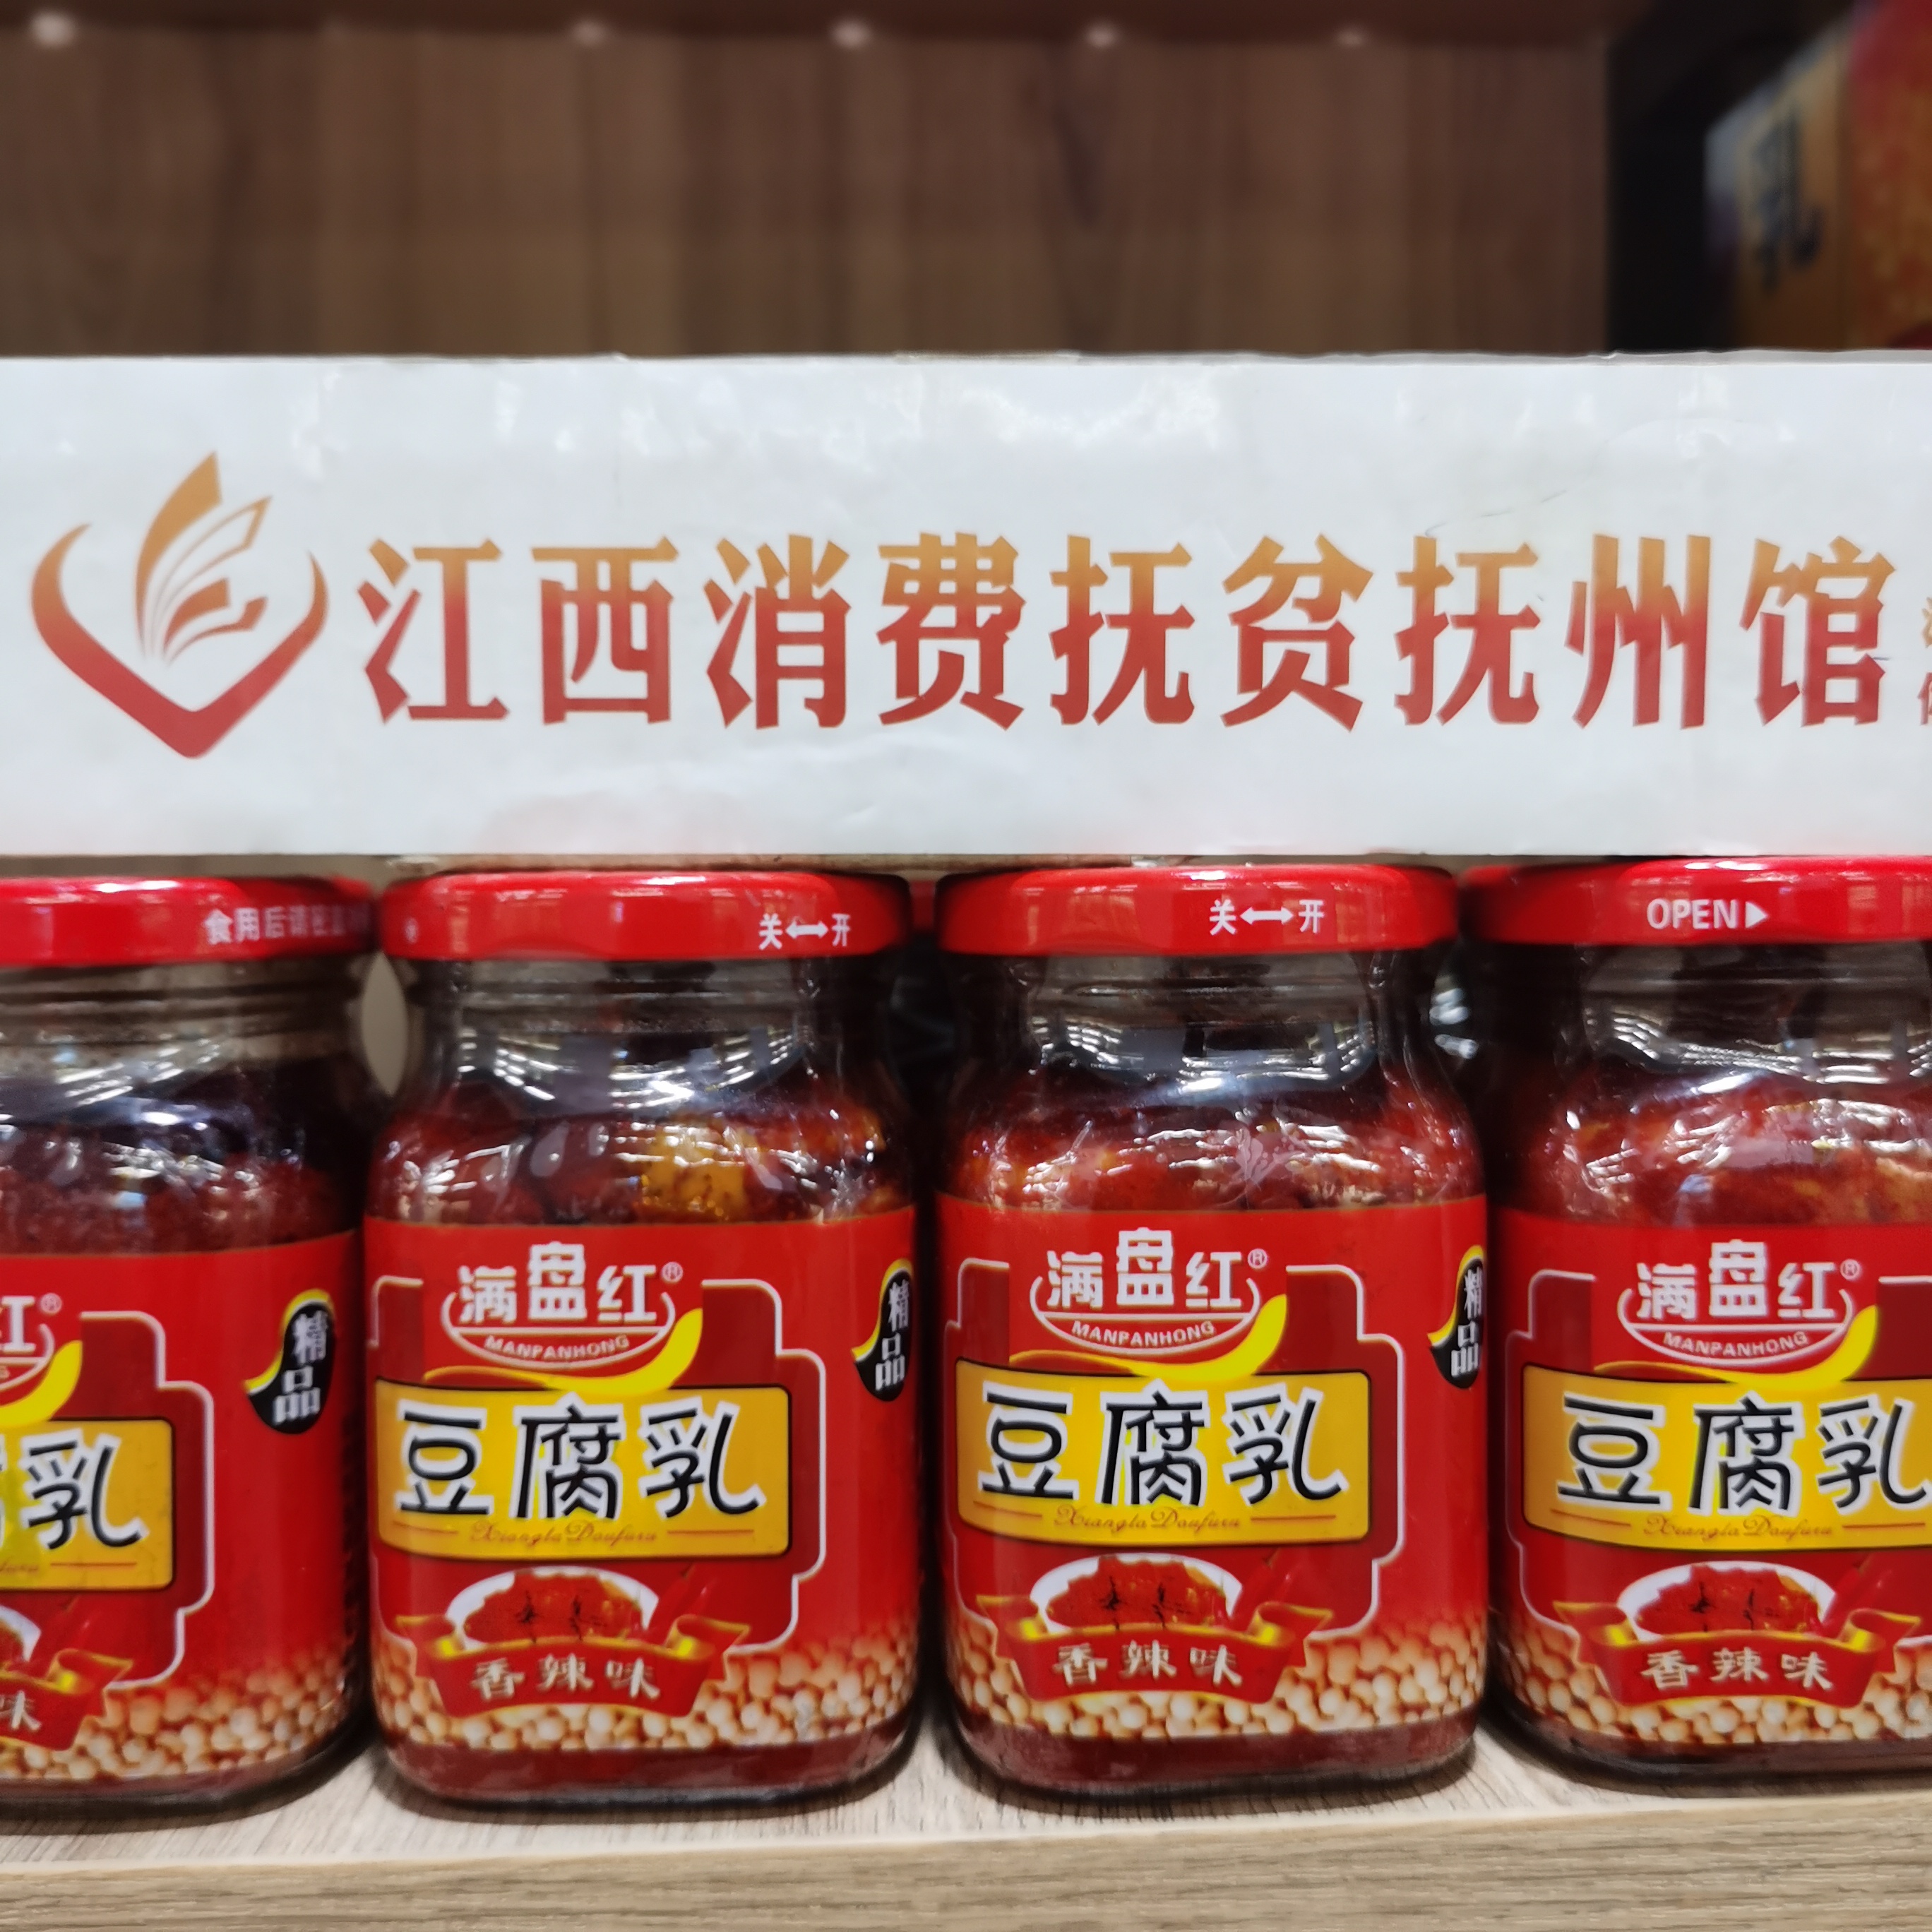 乳
江西消费抚贫抚州馆
食用后请
关↔开
关↔开
OPEN▶
红®
精品
乳
味
满盘红®
MANPANHONG
精品
豆腐乳
Xiangla Doufuru
香辣味
满盘红®
MANPANHONG
精品
豆腐乳
Xiangla Doufuru
香辣味
满盘红®
MANPANHONG
豆腐乳
Xiangla Doufuru
香辣味